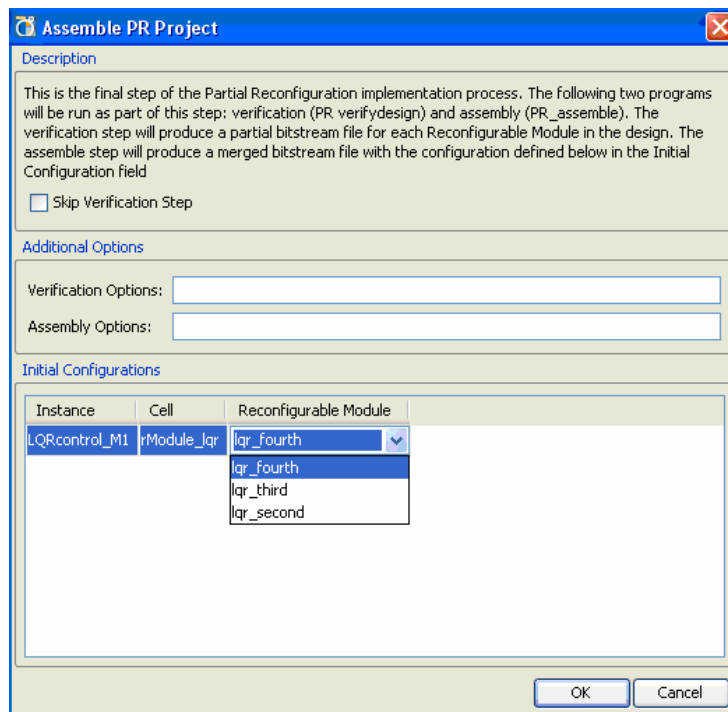 Assemble PR Project
Description
This is the final step of the Partial Reconfiguration implementation process. The following two programs
will be run as part of this step: verification (PR verifydesign) and assembly (PR_assemble). The
verification step will produce a partial bitstream file for each Reconfigurable Module in the design. The
assemble step will produce a merged bitstream file with the configuration defined below in the Initial
Configuration field
Skip Verification Step
Additional Options
Verification Options:
Assembly Options:
Initial Configurations
Instance Cell Reconfigurable Module
LQRcontrol_M1 rModule_lqr lqr_fourth
lqr_fourth
lqr_third
lqr_second
OK Cancel